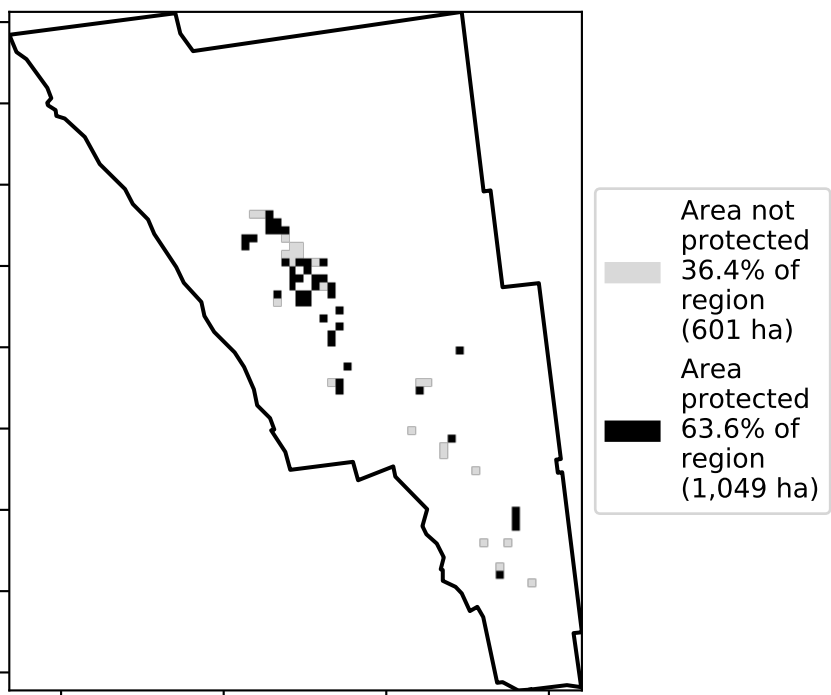 Area not
protected
36.4% of
region
(601 ha)
Area
protected
63.6% of
region
(1,049 ha)